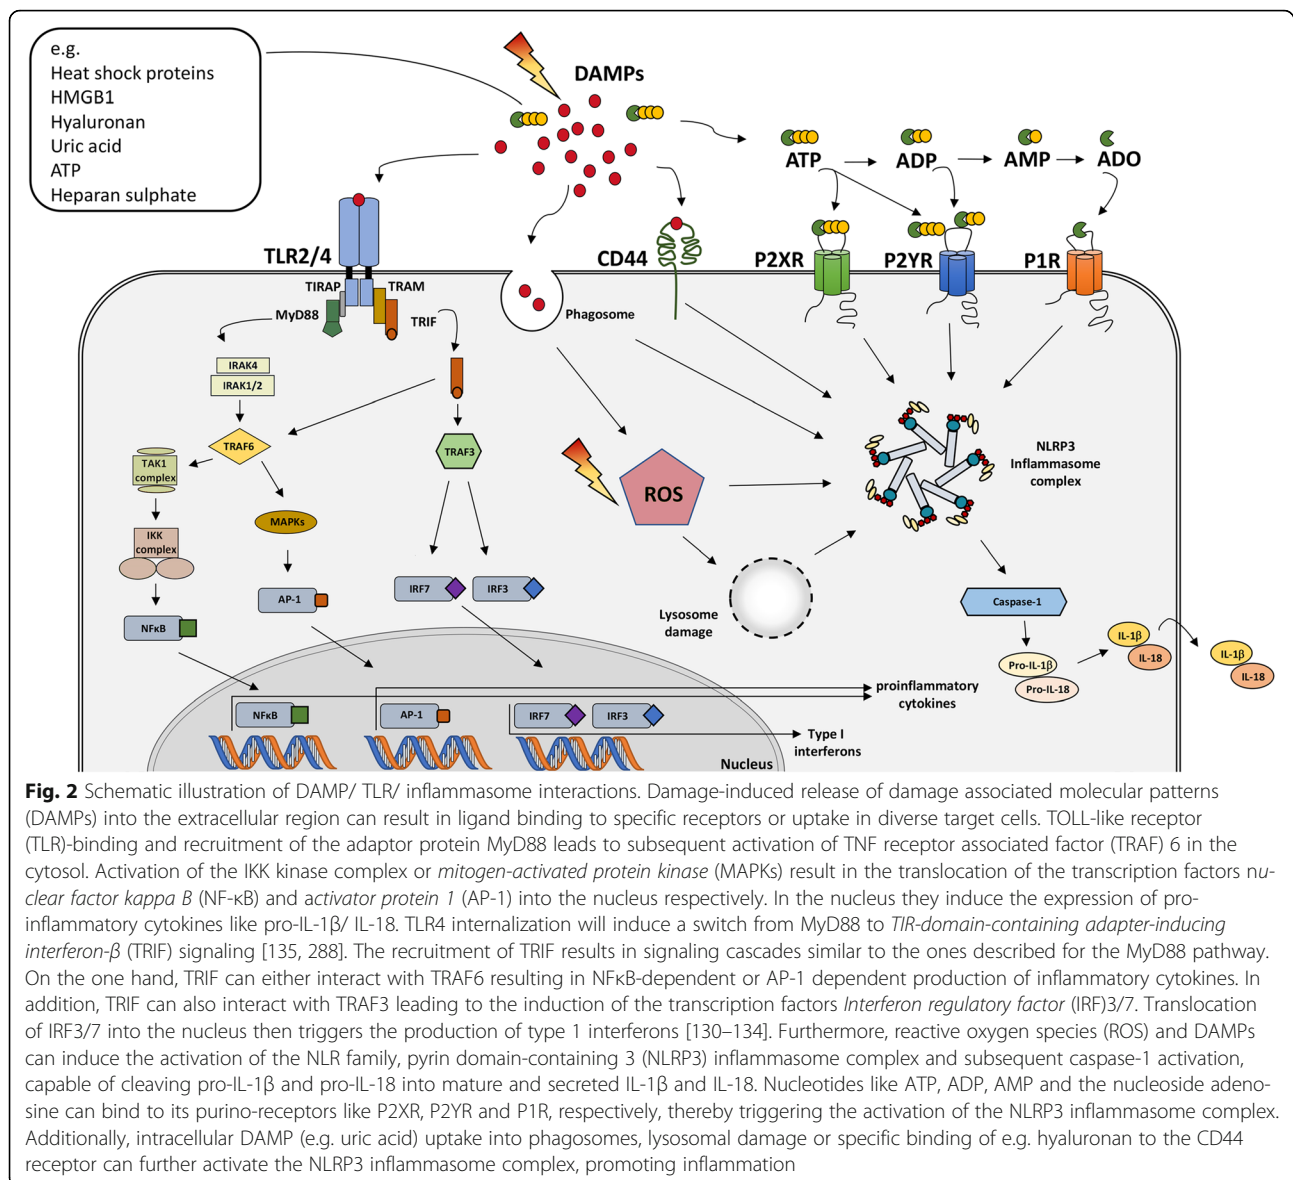 e.g.
Heat shock proteins
HMGB1
Hyaluronan
Uric acid
ATP
Heparan sulphate
DAMPs
ATP
ADP
AMP
ADO
TLR2/4
CD44
P2XR
P2YR
P1R
TIRAP
TRAM
MyD88
TRIF
Phagosome
IRAK4
IRAK1/2
TRAF6
TRAF3
TAK1
complex
MAPKs
IKK
complex
ROS
NLRP3
Inflammasome
complex
AP-1
IRF7
IRF3
NFκB
Lysosome
damage
Caspase-1
Pro-IL-1β
Pro-IL-18
IL-1β
IL-18
IL-1β
IL-18
proinflammatory
cytokines
NFκB
AP-1
IRF7
IRF3
Type I
interferons
Nucleus
Fig. 2 Schematic illustration of DAMP/ TLR/ inflammasome interactions. Damage-induced release of damage associated molecular patterns
(DAMPs) into the extracellular region can result in ligand binding to specific receptors or uptake in diverse target cells. TOLL-like receptor
(TLR)-binding and recruitment of the adaptor protein MyD88 leads to subsequent activation of TNF receptor associated factor (TRAF) 6 in the
cytosol. Activation of the IKK kinase complex or mitogen-activated protein kinase (MAPKs) result in the translocation of the transcription factors nu-
clear factor kappa B (NF-κB) and activator protein 1 (AP-1) into the nucleus respectively. In the nucleus they induce the expression of pro-
inflammatory cytokines like pro-IL-1β/ IL-18. TLR4 internalization will induce a switch from MyD88 to TIR-domain-containing adapter-inducing
interferon-β (TRIF) signaling [135, 288]. The recruitment of TRIF results in signaling cascades similar to the ones described for the MyD88 pathway.
On the one hand, TRIF can either interact with TRAF6 resulting in NFκB-dependent or AP-1 dependent production of inflammatory cytokines. In
addition, TRIF can also interact with TRAF3 leading to the induction of the transcription factors Interferon regulatory factor (IRF)3/7. Translocation
of IRF3/7 into the nucleus then triggers the production of type 1 interferons [130–134]. Furthermore, reactive oxygen species (ROS) and DAMPs
can induce the activation of the NLR family, pyrin domain-containing 3 (NLRP3) inflammasome complex and subsequent caspase-1 activation,
capable of cleaving pro-IL-1β and pro-IL-18 into mature and secreted IL-1β and IL-18. Nucleotides like ATP, ADP, AMP and the nucleoside adeno-
sine can bind to its purino-receptors like P2XR, P2YR and P1R, respectively, thereby triggering the activation of the NLRP3 inflammasome complex.
Additionally, intracellular DAMP (e.g. uric acid) uptake into phagosomes, lysosomal damage or specific binding of e.g. hyaluronan to the CD44
receptor can further activate the NLRP3 inflammasome complex, promoting inflammation